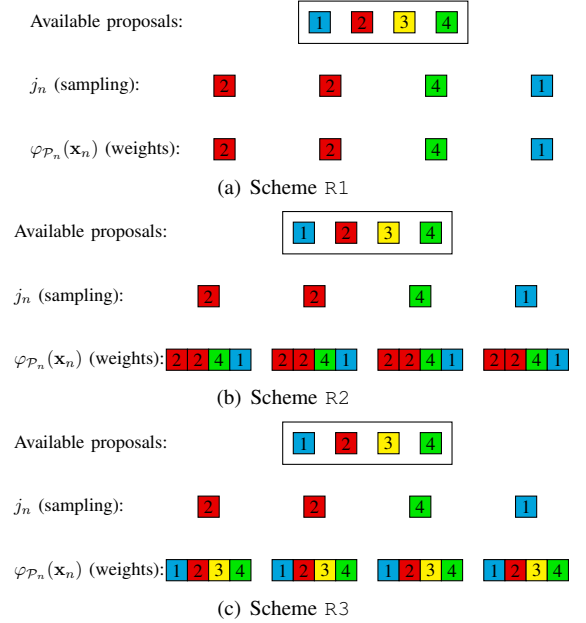 Available proposals: 1 2 3 4
j_n (sampling): 2 2 4 1
φ_{𝒫_n}(𝐱_n) (weights): 2 2 4 1
(a) Scheme R1
Available proposals: 1 2 3 4
j_n (sampling): 2 2 4 1
φ_{𝒫_n}(𝐱_n) (weights): 2 2 4 1 2 2 4 1 2 2 4 1 2 2 4 1
(b) Scheme R2
Available proposals: 1 2 3 4
j_n (sampling): 2 2 4 1
φ_{𝒫_n}(𝐱_n) (weights): 1 2 3 4 1 2 3 4 1 2 3 4 1 2 3 4
(c) Scheme R3